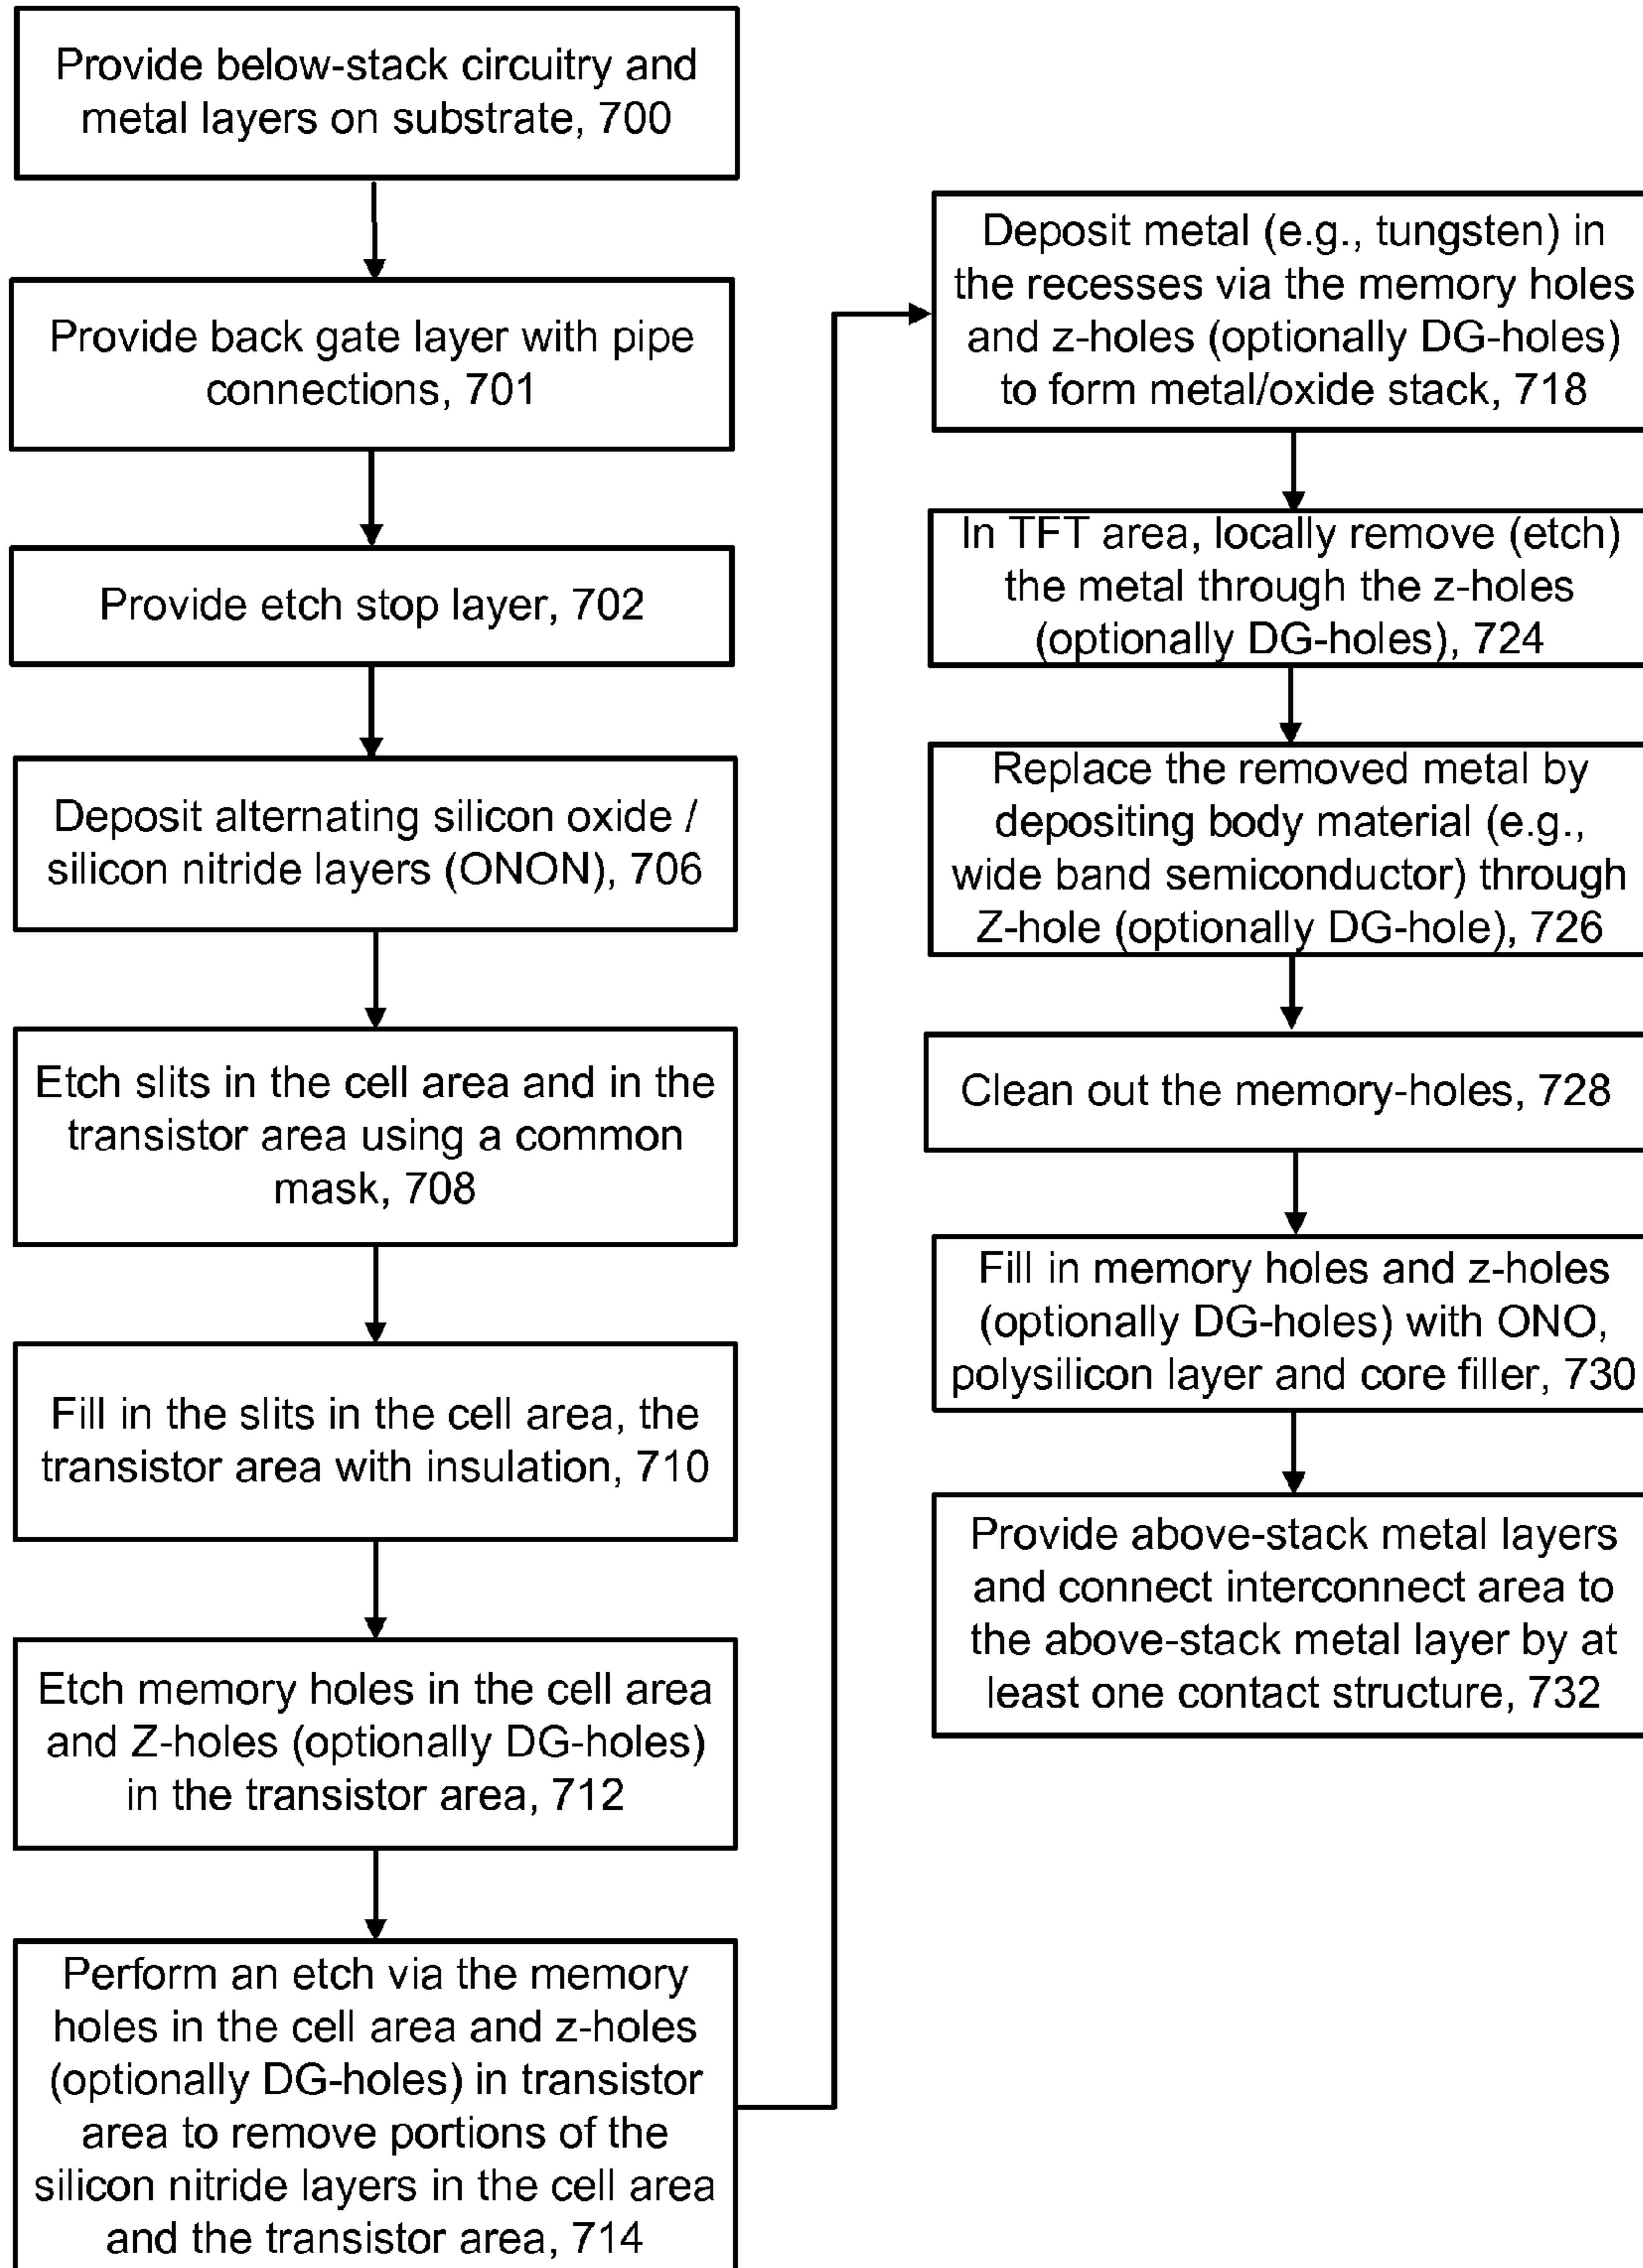 Provide below-stack circuitry and
metal layers on substrate, 700
Provide back gate layer with pipe
connections, 701
Provide etch stop layer, 702
Deposit alternating silicon oxide /
silicon nitride layers (ONON), 706
Etch slits in the cell area and in the
transistor area using a common
mask, 708
Fill in the slits in the cell area, the
transistor area with insulation, 710
Etch memory holes in the cell area
and Z-holes (optionally DG-holes)
in the transistor area, 712
Perform an etch via the memory
holes in the cell area and z-holes
(optionally DG-holes) in transistor
area to remove portions of the
silicon nitride layers in the cell area
and the transistor area, 714
Deposit metal (e.g., tungsten) in
the recesses via the memory holes
and z-holes (optionally DG-holes)
to form metal/oxide stack, 718
In TFT area, locally remove (etch)
the metal through the z-holes
(optionally DG-holes), 724
Replace the removed metal by
depositing body material (e.g.,
wide band semiconductor) through
Z-hole (optionally DG-hole), 726
Clean out the memory-holes, 728
Fill in memory holes and z-holes
(optionally DG-holes) with ONO,
polysilicon layer and core filler, 730
Provide above-stack metal layers
and connect interconnect area to
the above-stack metal layer by at
least one contact structure, 732